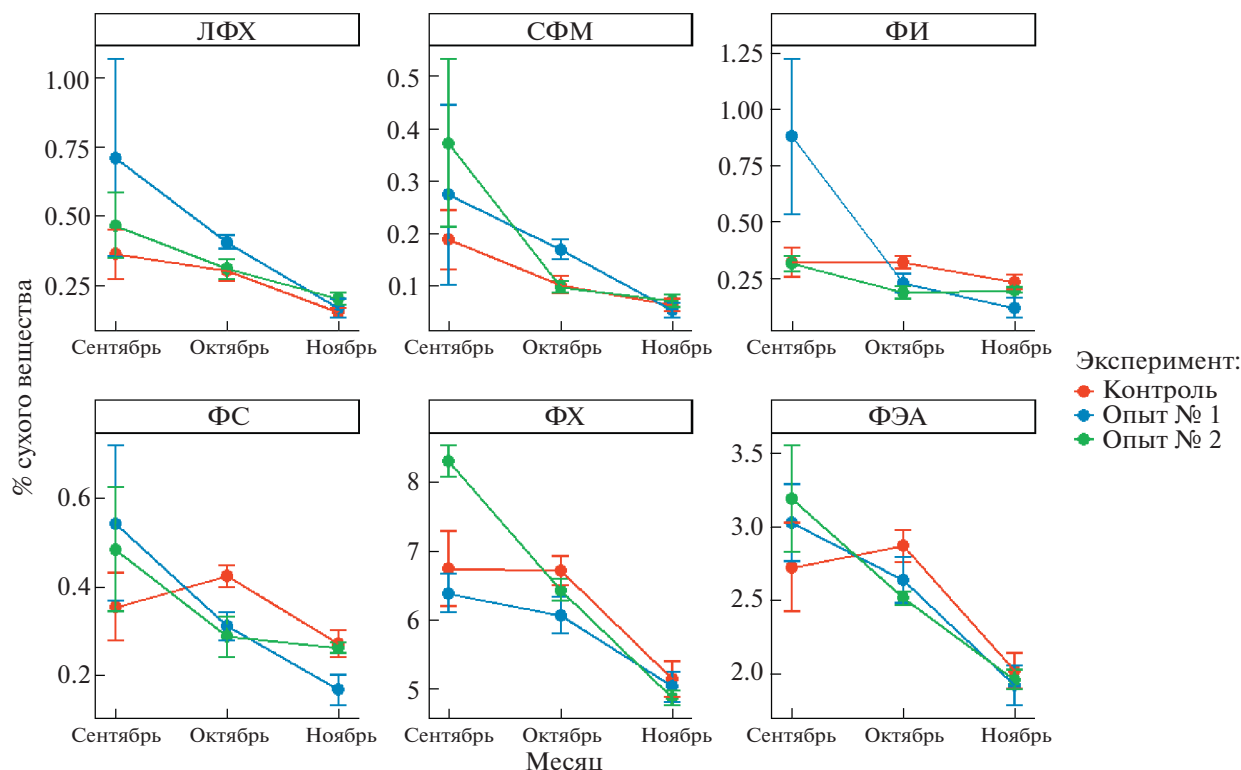 ЛФХ
СФМ
ФИ
1.00
0.75
0.50
0.25
0.5
0.4
0.3
0.2
0.1
1.25
1.00
0.75
0.50
0.25
Сентябрь Октябрь Ноябрь
Сентябрь Октябрь Ноябрь
Сентябрь Октябрь Ноябрь
% сухого вещества
ФС
ФХ
ФЭА
0.6
0.4
0.2
8
7
6
5
3.5
3.0
2.5
2.0
Сентябрь Октябрь Ноябрь
Сентябрь Октябрь Ноябрь
Сентябрь Октябрь Ноябрь
Месяц
Эксперимент:
Контроль
Опыт № 1
Опыт № 2